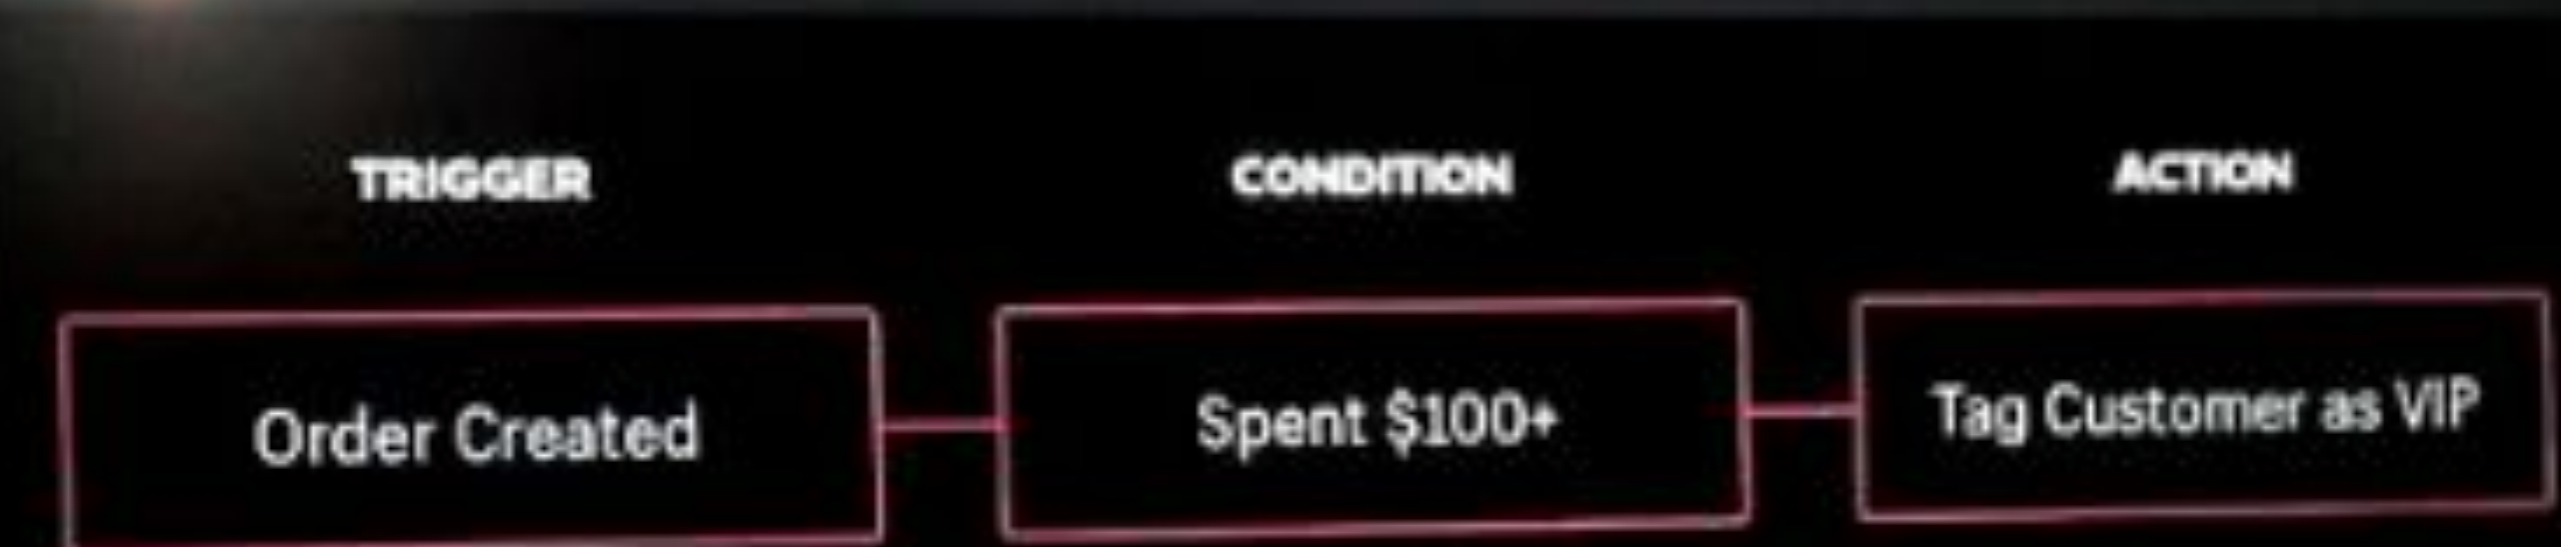 TRIGGER CONDITION ACTION
Order Created Spent $100+ Tag Customer as VIP